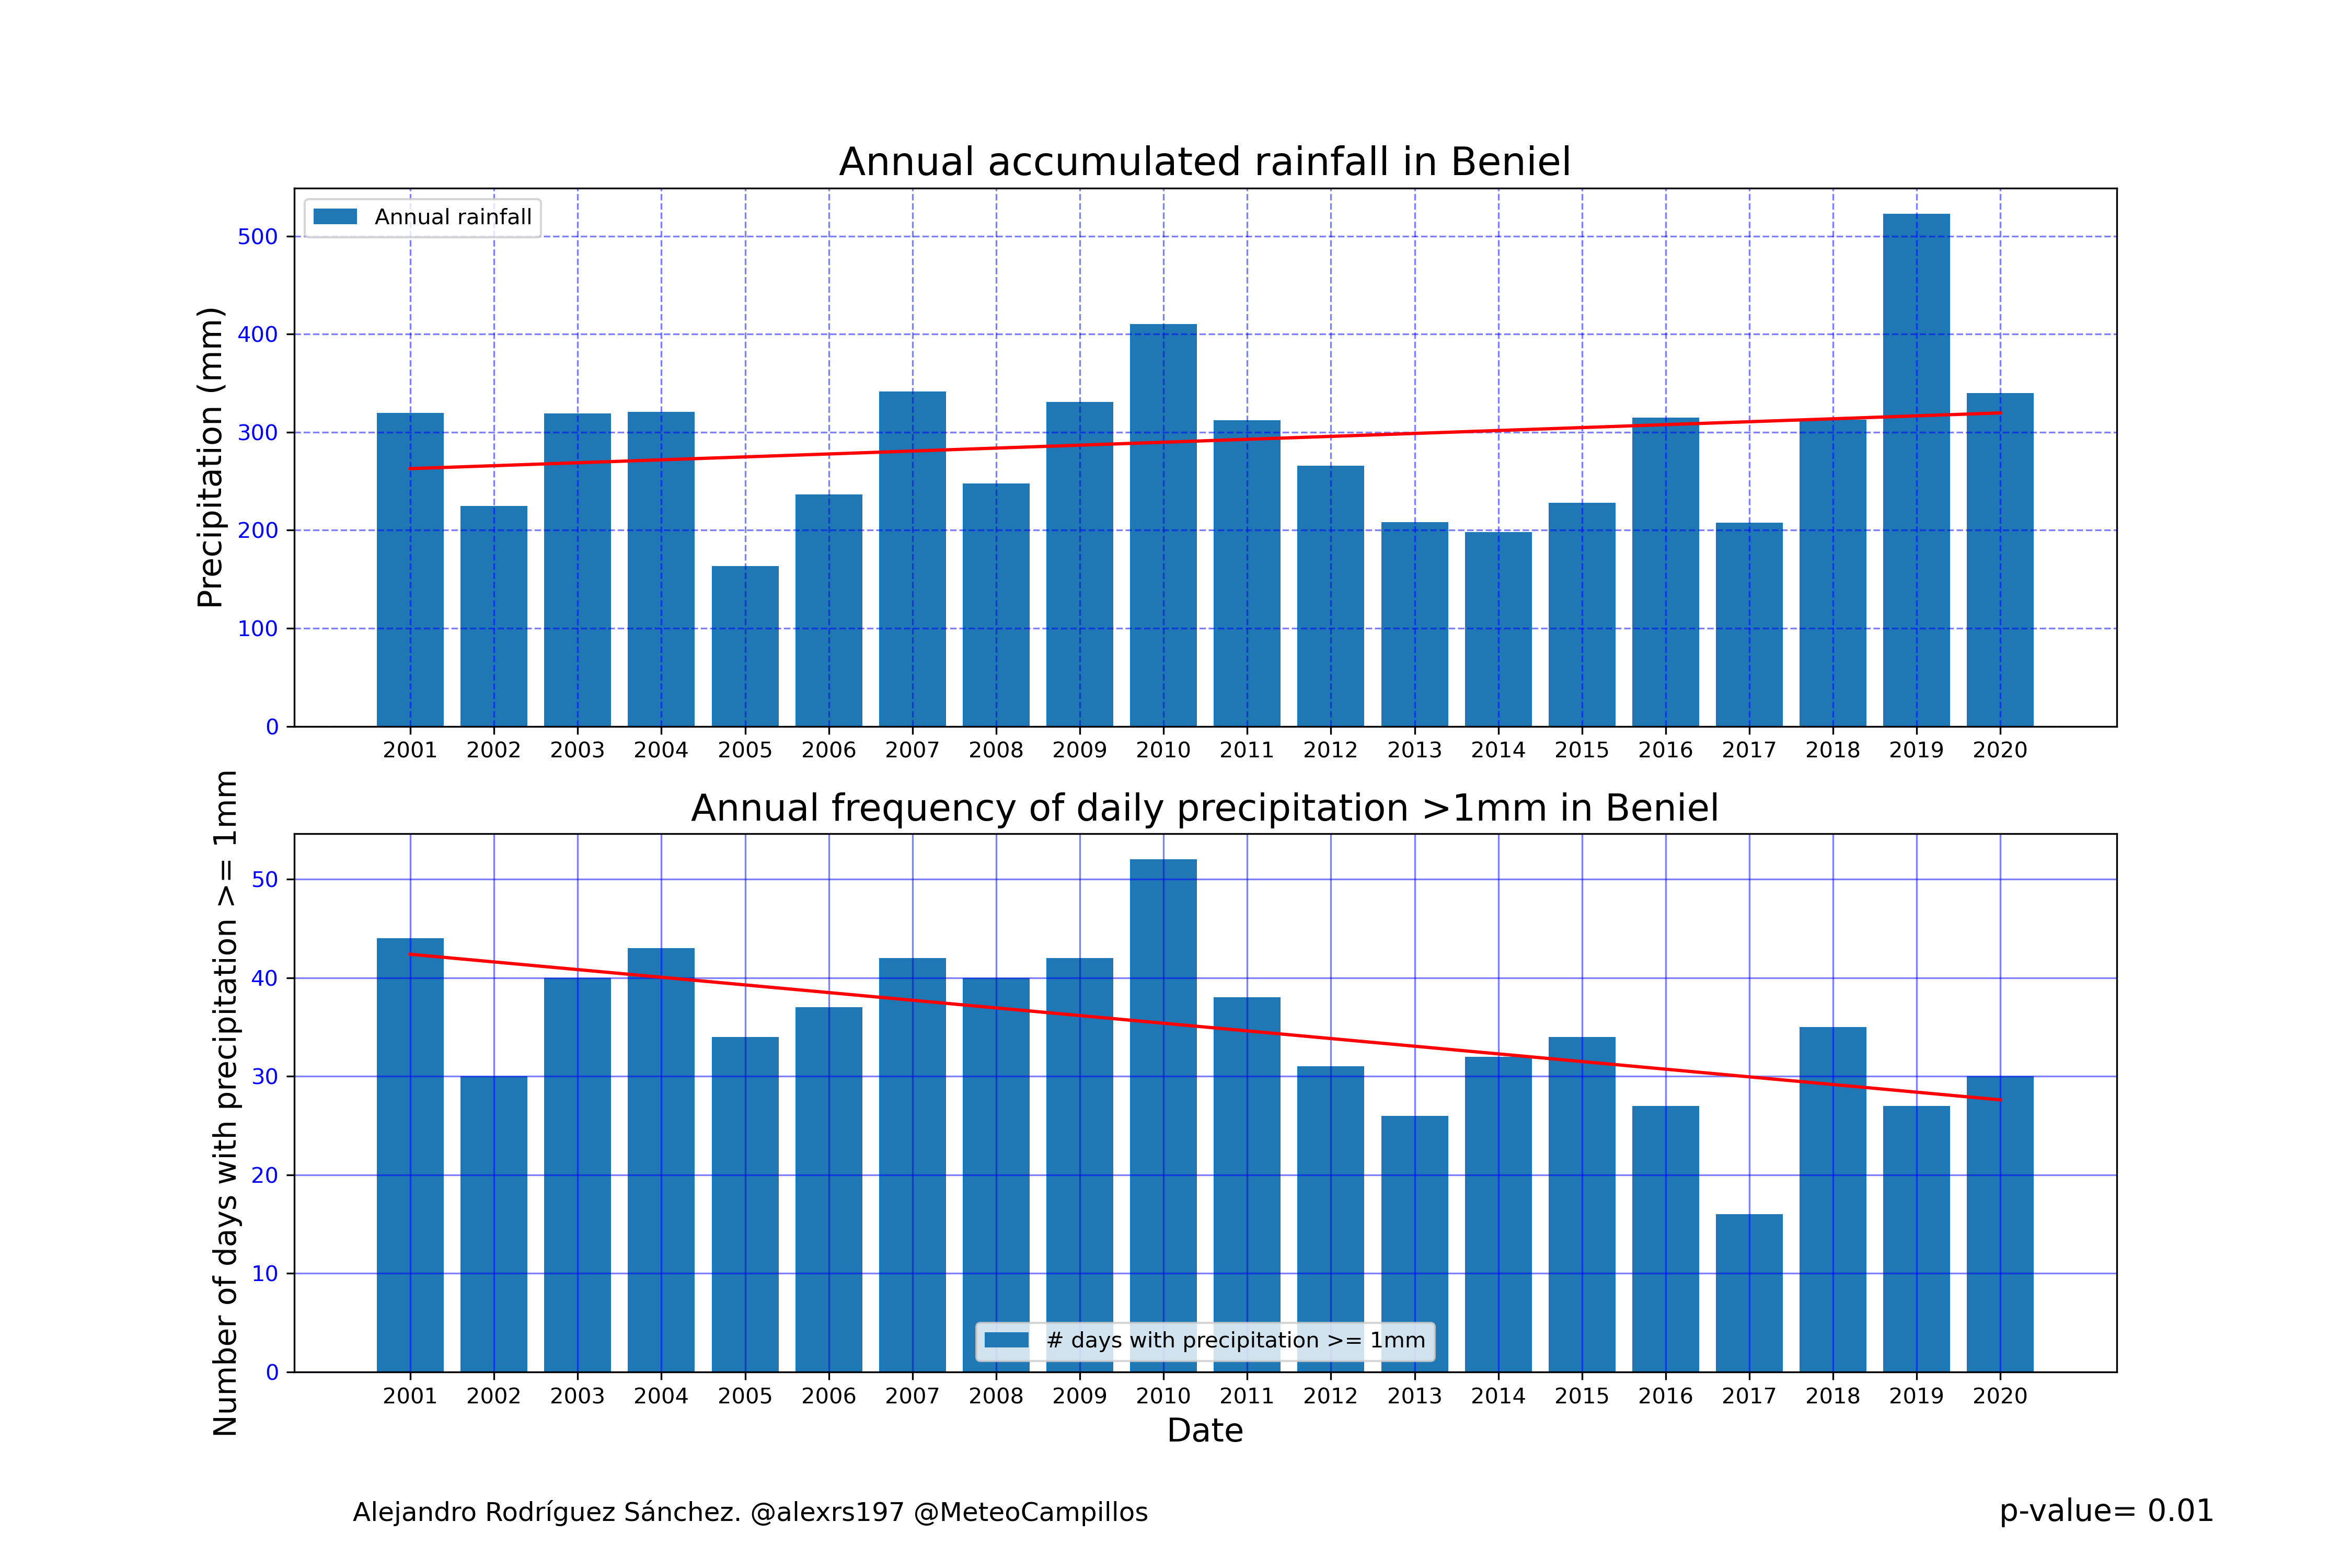 Annual accumulated rainfall in Beniel
Annual rainfall
Precipitation (mm)
500
400
300
200
100
0
2001 2002 2003 2004 2005 2006 2007 2008 2009 2010 2011 2012 2013 2014 2015 2016 2017 2018 2019 2020
Annual frequency of daily precipitation >1mm in Beniel
Number of days with precipitation >= 1mm
50
40
30
20
10
0
# days with precipitation >= 1mm
2001 2002 2003 2004 2005 2006 2007 2008 2009 2010 2011 2012 2013 2014 2015 2016 2017 2018 2019 2020
Date
Alejandro Rodríguez Sánchez. @alexrs197 @MeteoCampillos
p-value= 0.01